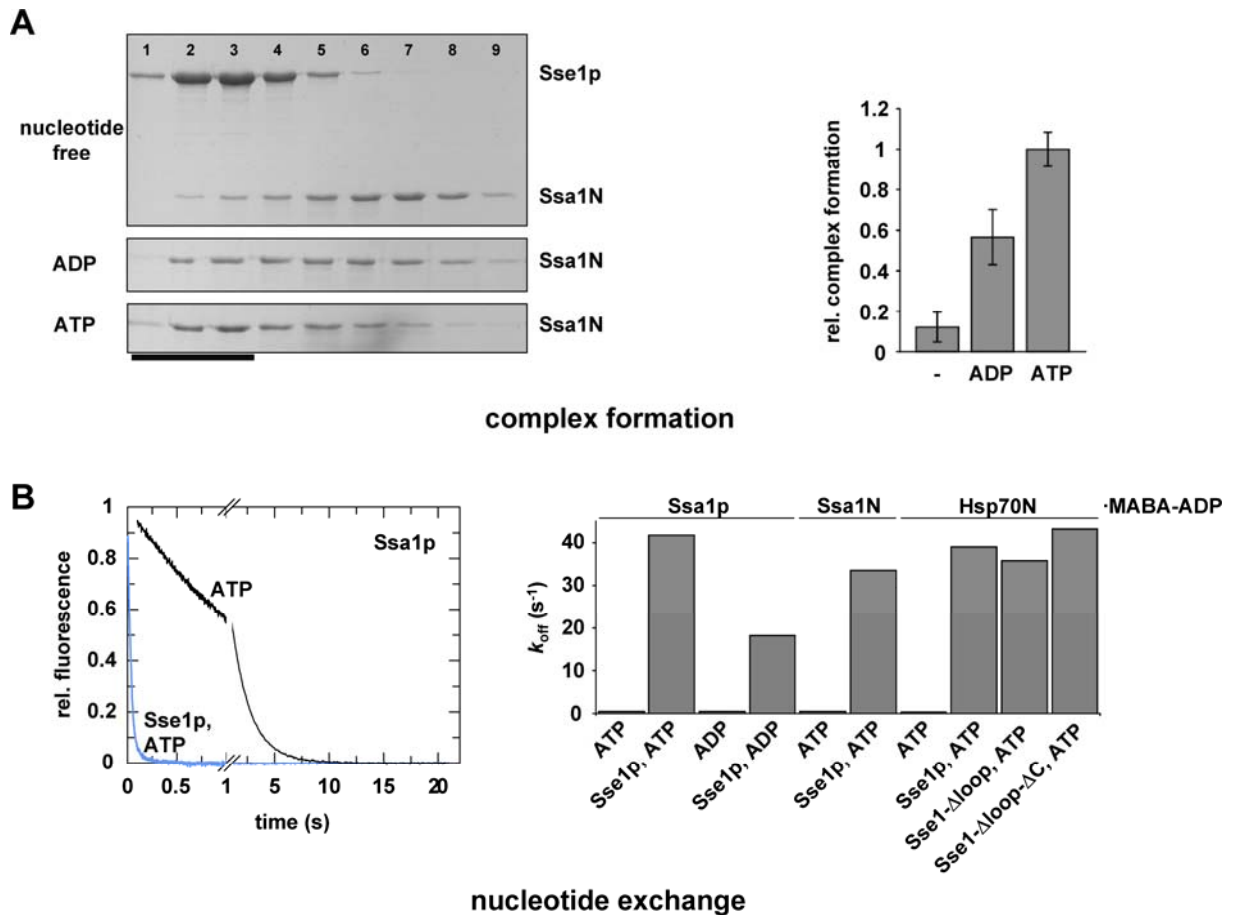 A
1 2 3 4 5 6 7 8 9
Sse1p
nucleotide
free
Ssa1N
ADP
Ssa1N
ATP
Ssa1N
rel. complex formation
1.2
1
0.8
0.6
0.4
0.2
0
- ADP ATP
complex formation
B
rel. fluorescence
1
0.8
0.6
0.4
0.2
0
Ssa1p
ATP
Sse1p,
ATP
0 0.5 1 5 10 15 20
time (s)
Ssa1p Ssa1N Hsp70N ·MABA-ADP
koff (s-1)
40
30
20
10
0
ATP
Sse1p, ATP
ADP
Sse1p, ADP
ATP
Sse1p, ATP
ATP
Sse1p, ATP
Sse1-Δloop, ATP
Sse1-Δloop-ΔC, ATP
nucleotide exchange